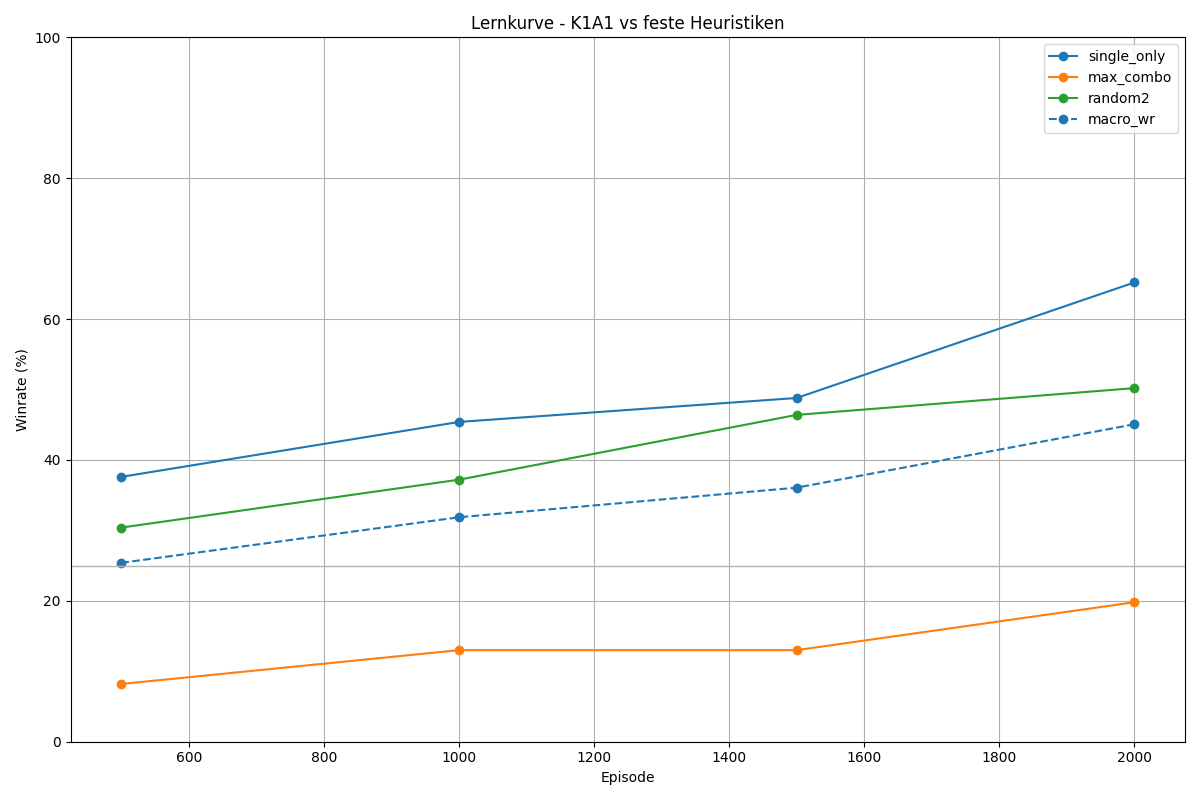 Lernkurve - K1A1 vs feste Heuristiken
100
80
60
40
20
0
Winrate (%)
single_only
max_combo
random2
macro_wr
600 800 1000 1200 1400 1600 1800 2000
Episode